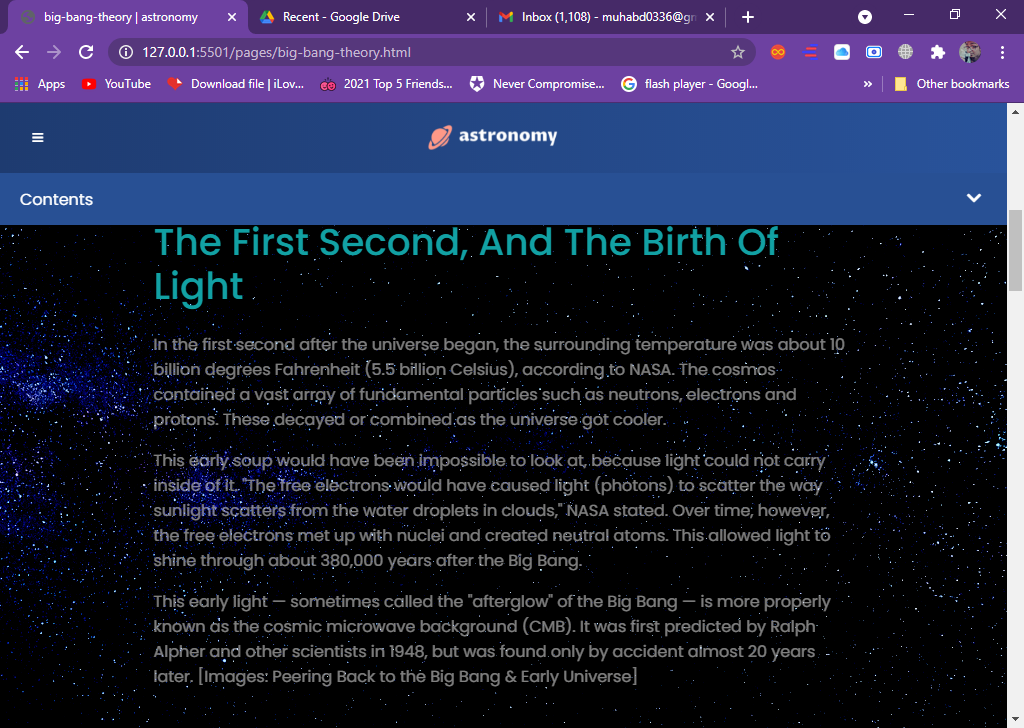 big-bang-theory | astronomy
Recent - Google Drive
Inbox (1,108) - muhabd0336@gm
127.0.0.1:5501/pages/big-bang-theory.html
Apps
YouTube
Download file | iLov...
2021 Top 5 Friends...
Never Compromise...
flash player - Googl...
»
Other bookmarks
astronomy
Contents
The First Second, And The Birth Of
Light
In the first second after the universe began, the surrounding temperature was about 10
billion degrees Fahrenheit (5.5 billion Celsius), according to NASA. The cosmos
contained a vast array of fundamental particles such as neutrons, electrons and
protons. These decayed or combined as the universe got cooler.
This early soup would have been impossible to look at, because light could not carry
inside of it. "The free electrons would have caused light (photons) to scatter the way
sunlight scatters from the water droplets in clouds," NASA stated. Over time, however,
the free electrons met up with nuclei and created neutral atoms. This allowed light to
shine through about 380,000 years after the Big Bang.
This early light — sometimes called the "afterglow" of the Big Bang — is more properly
known as the cosmic microwave background (CMB). It was first predicted by Ralph
Alpher and other scientists in 1948, but was found only by accident almost 20 years
later. [Images: Peering Back to the Big Bang & Early Universe]